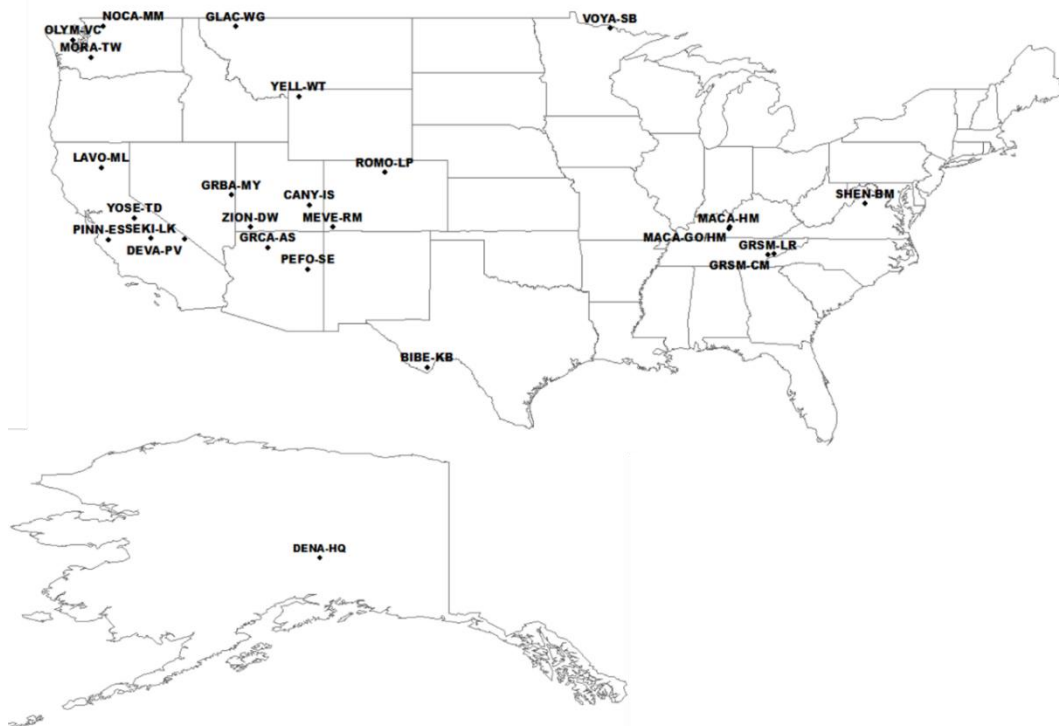 NOCA-MM
GLAC-WG
VOYA-SB
OLYM-VC
MORA-TW
YELL-WT
LAVO-ML
ROMO-LP
GRBA-MY
CANY-IS
SHEN-BM
YOSE-TD
ZION-DW
MEVE-RM
MACA-HM
PINN-ES
SEKI-LK
MACA-GO/HM
GRCA-AS
DEVA-PV
GRSM-LR
PEFO-SE
GRSM-CM
BIBE-KB
DENA-HQ